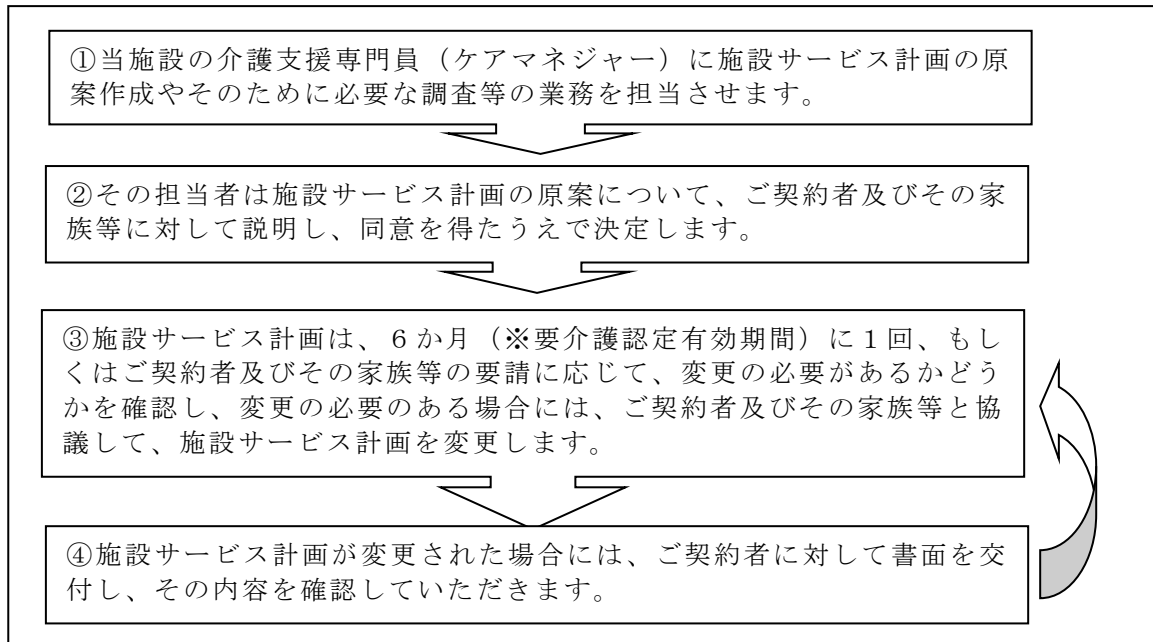 ①当施設の介護支援専門員（ケアマネジャー）に施設サービス計画の原
案作成やそのために必要な調査等の業務を担当させます。
②その担当者は施設サービス計画の原案について、ご契約者及びその家
族等に対して説明し、同意を得たうえで決定します。
③施設サービス計画は、６か月（※要介護認定有効期間）に１回、もし
くはご契約者及びその家族等の要請に応じて、変更の必要があるかどう
かを確認し、変更の必要のある場合には、ご契約者及びその家族等と協
議して、施設サービス計画を変更します。
④施設サービス計画が変更された場合には、ご契約者に対して書面を交
付し、その内容を確認していただきます。